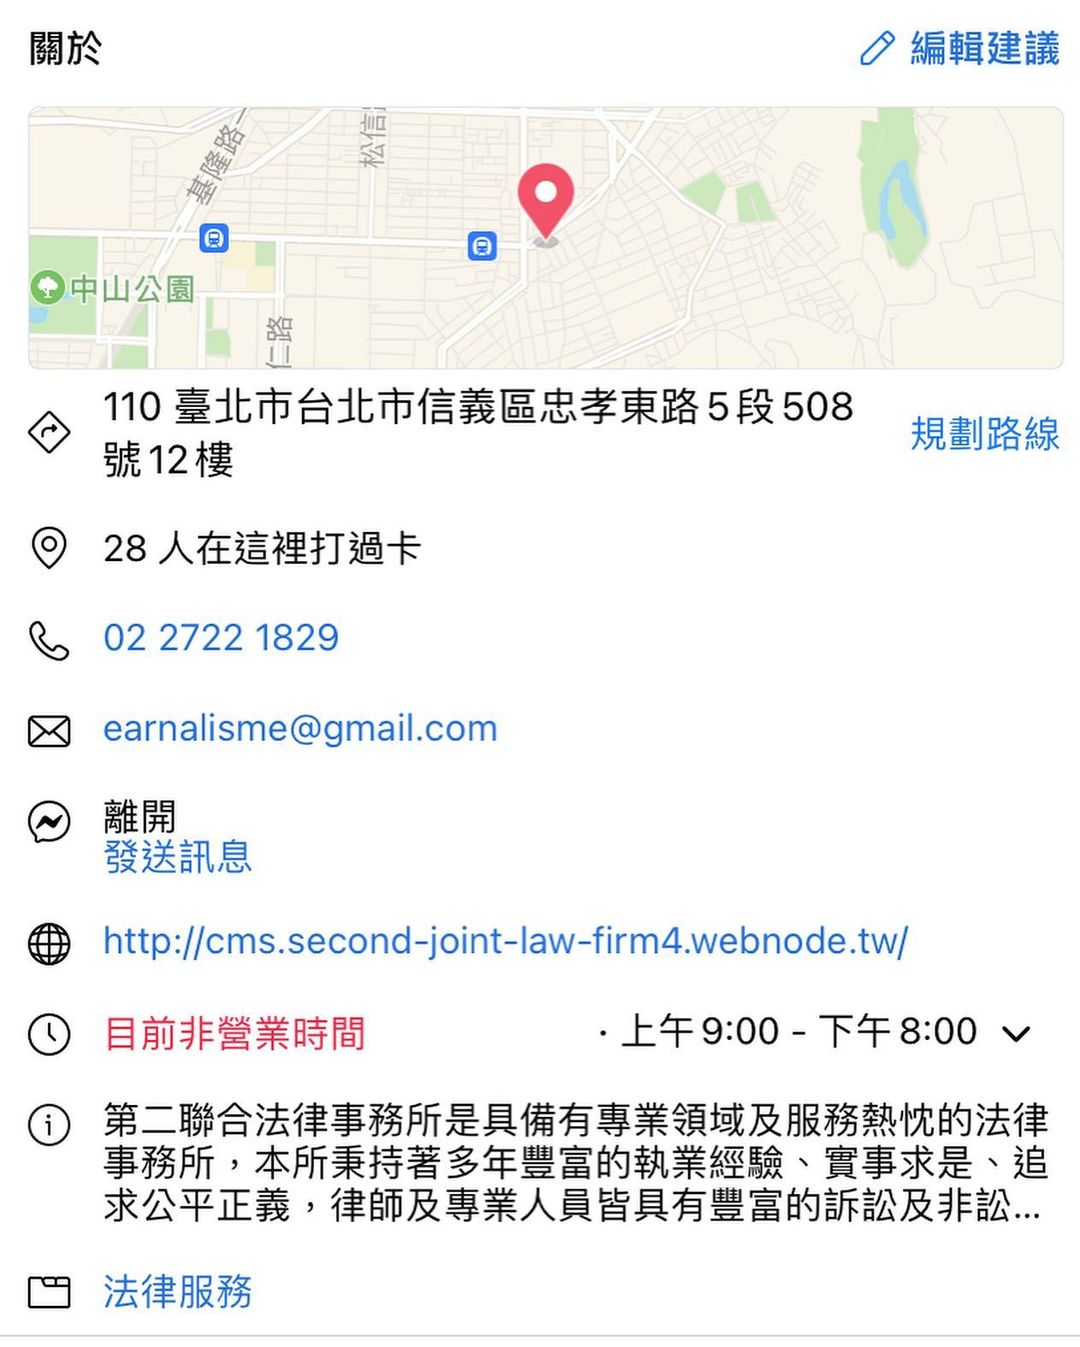 關於
編輯建議
基隆路一
松信
中山公園
仁路
110 臺北市台北市信義區忠孝東路5段508
號12樓
規劃路線
28 人在這裡打過卡
02 2722 1829
earnalisme@gmail.com
離開
發送訊息
http://cms.second-joint-law-firm4.webnode.tw/
目前非營業時間
· 上午9:00 - 下午8:00
第二聯合法律事務所是具備有專業領域及服務熱忱的法律
事務所，本所秉持著多年豐富的執業經驗、實事求是、追
求公平正義，律師及專業人員皆具有豐富的訴訟及非訟...
法律服務